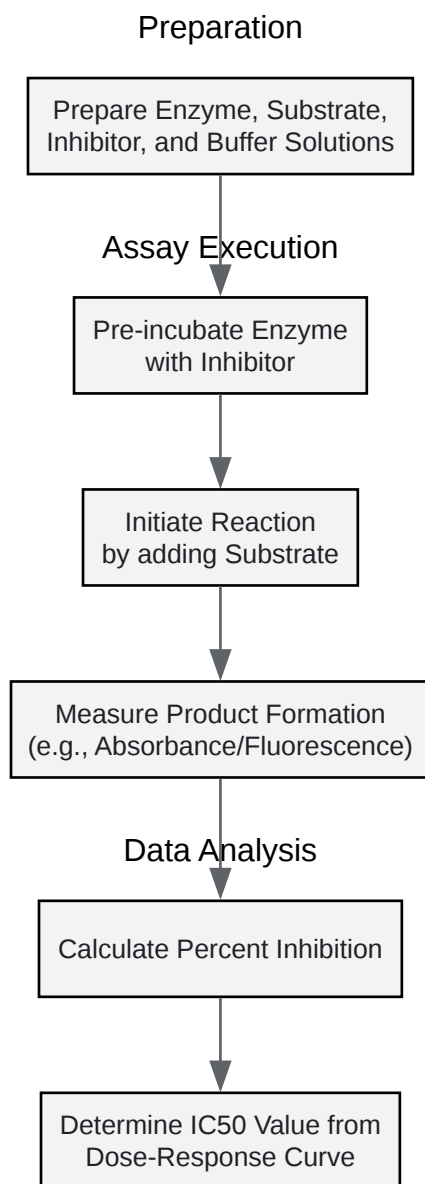 Preparation
Prepare Enzyme, Substrate,
Inhibitor, and Buffer Solutions
Assay Execution
Pre-incubate Enzyme
with Inhibitor
Initiate Reaction
by adding Substrate
Measure Product Formation
(e.g., Absorbance/Fluorescence)
Data Analysis
Calculate Percent Inhibition
Determine IC50 Value from
Dose-Response Curve